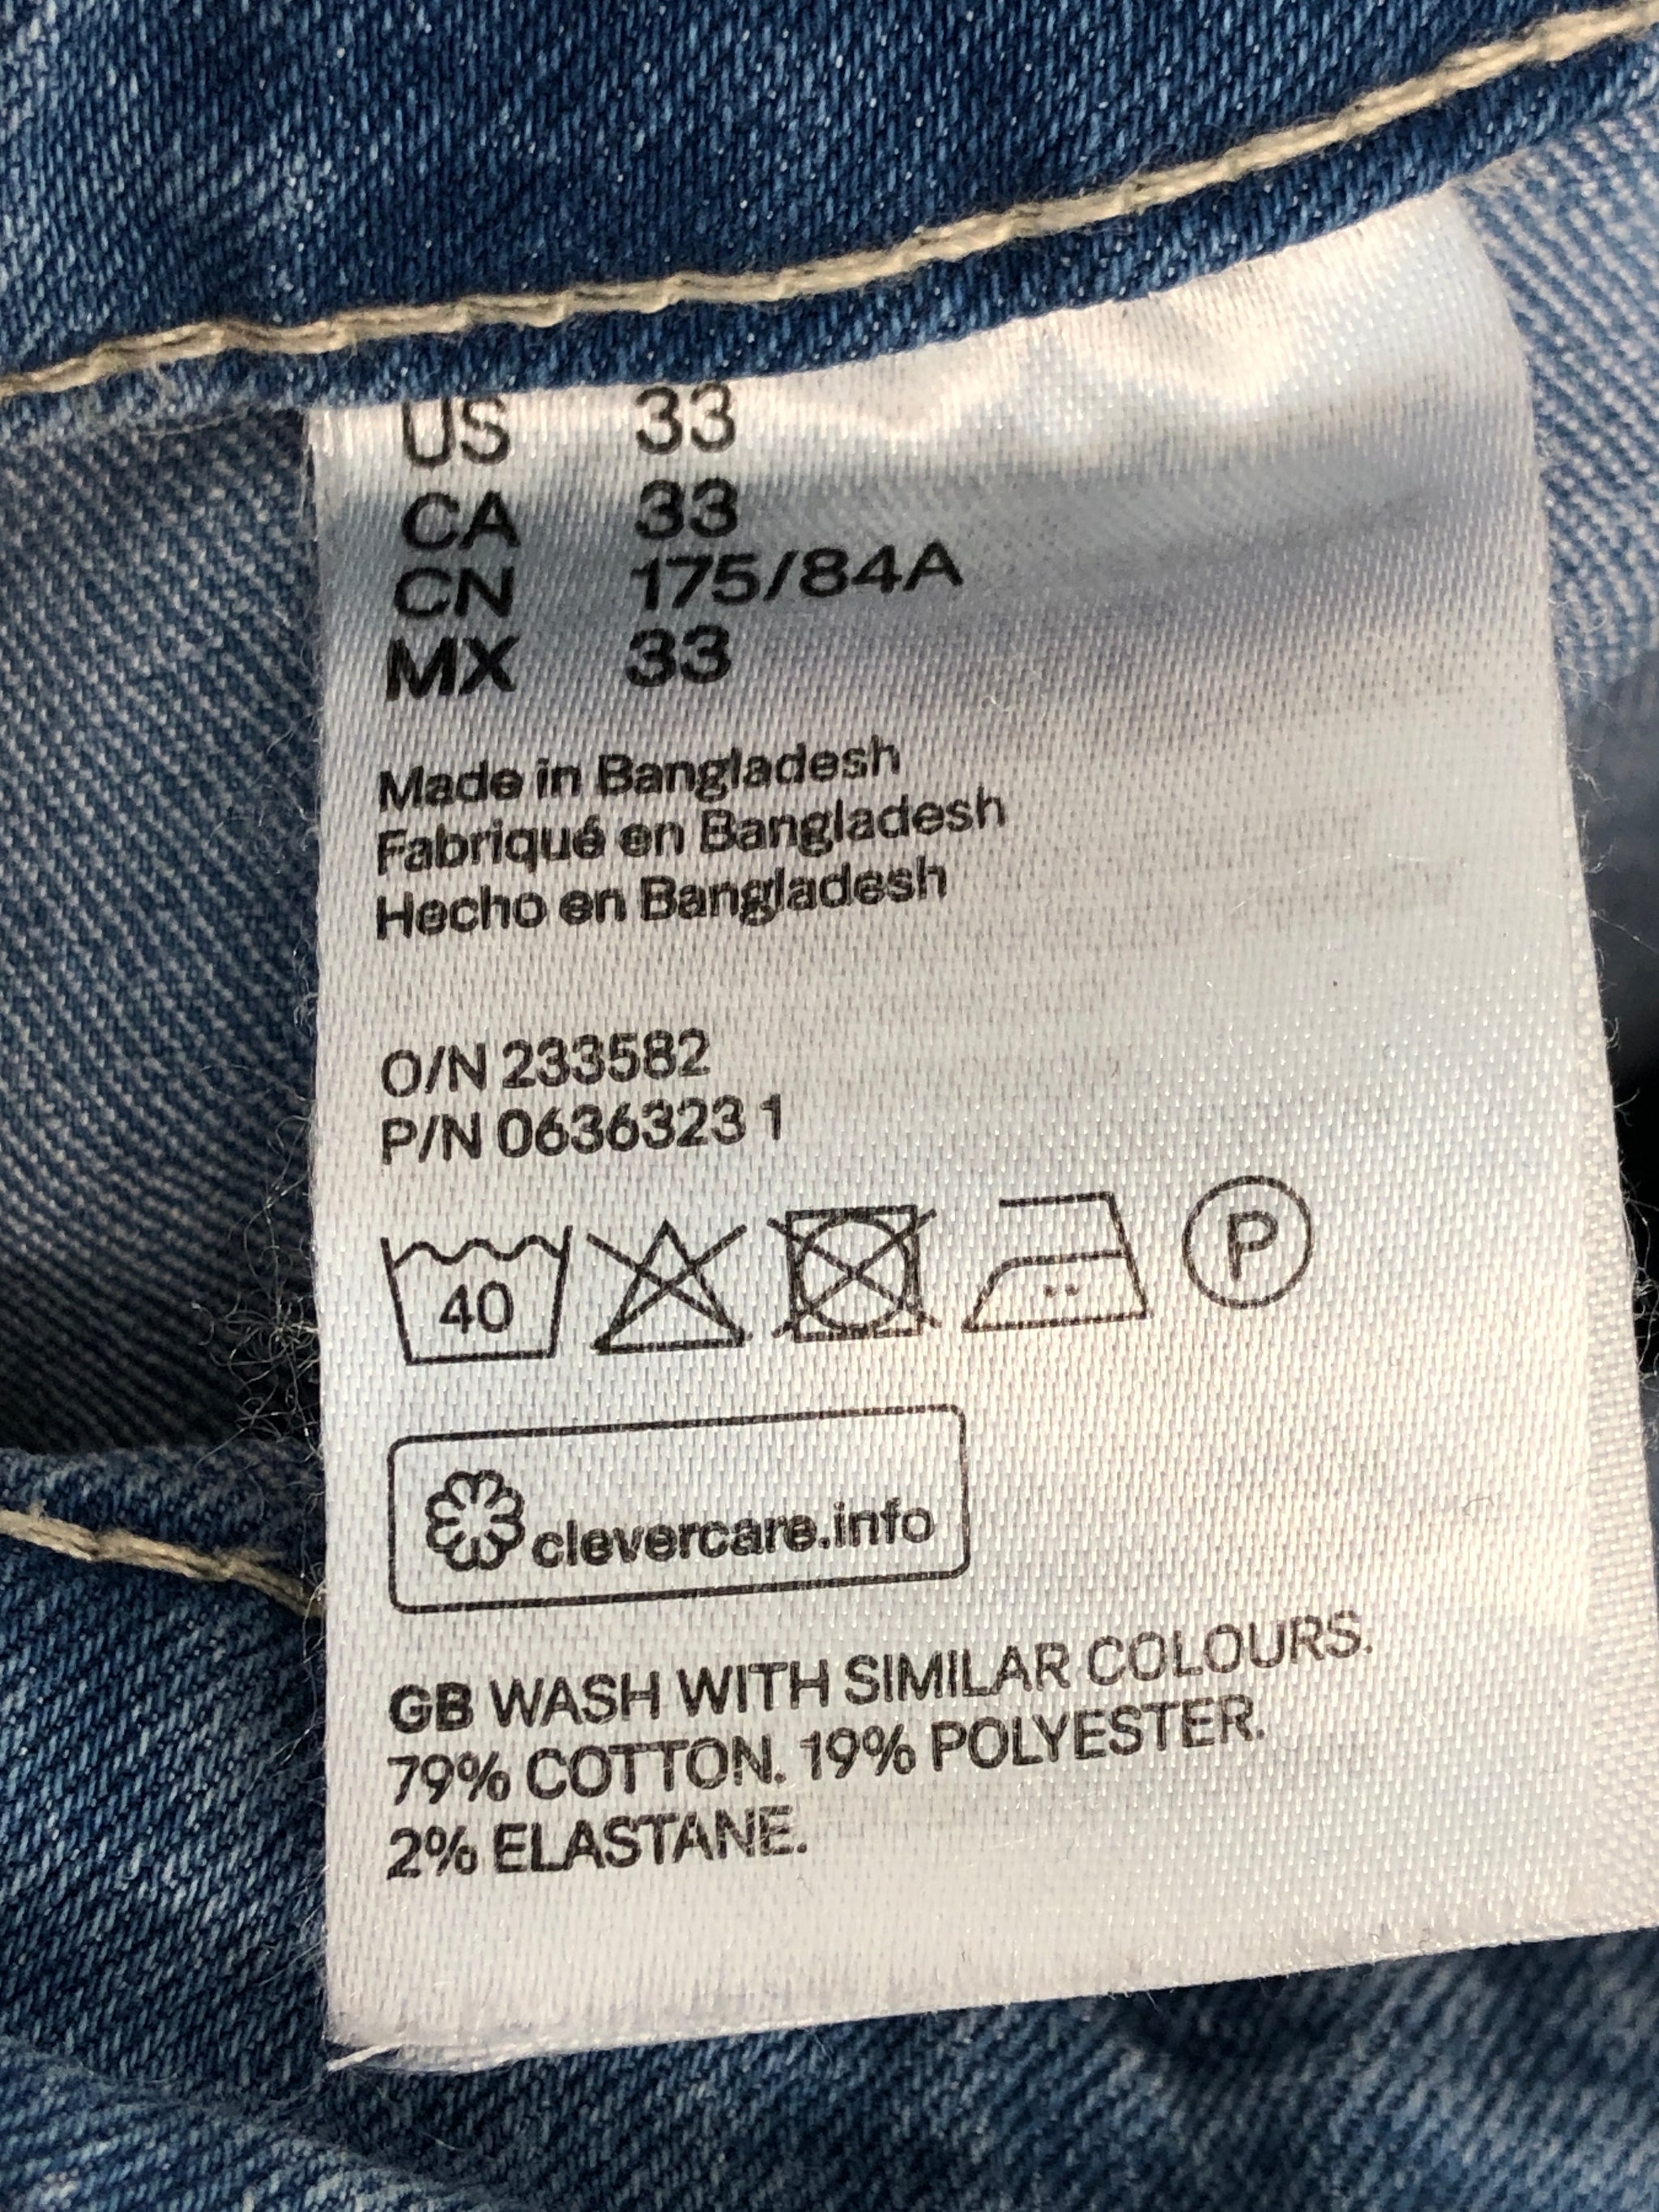 US 33
CA 33
CN 175/84A
MX 33
Made in Bangladesh
Fabriqué en Bangladesh
Hecho en Bangladesh
O/N 233582
P/N 0636323 1
40
P
clevercare.info
GB WASH WITH SIMILAR COLOURS.
79% COTTON. 19% POLYESTER.
2% ELASTANE.